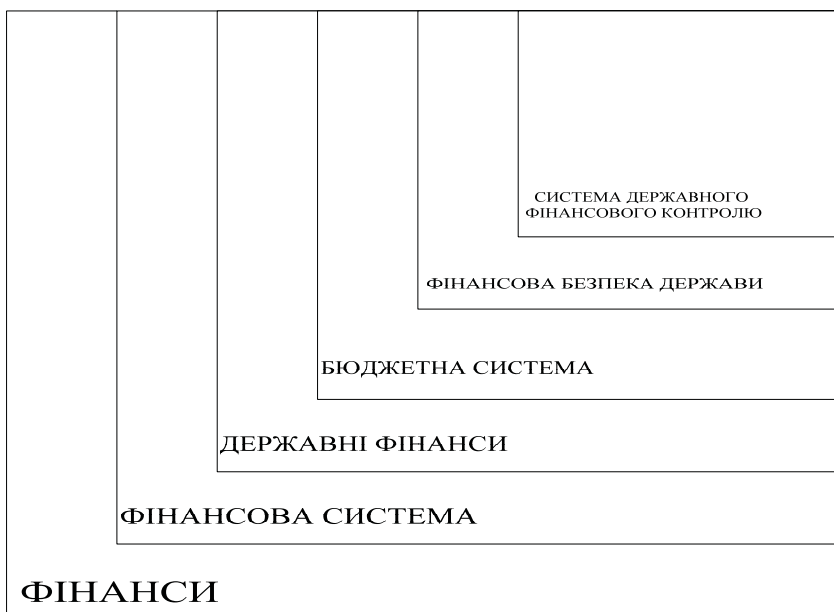 СИСТЕМА ДЕРЖАВНОГО
ФІНАНСОВОГО КОНТРОЛЮ
ФІНАНСОВА БЕЗПЕКА ДЕРЖАВИ
БЮДЖЕТНА СИСТЕМА
ДЕРЖАВНІ ФІНАНСИ
ФІНАНСОВА СИСТЕМА
ФІНАНСИ